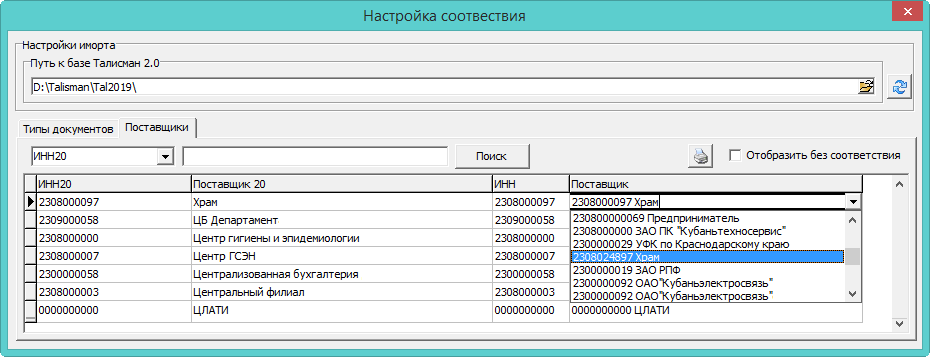 Настройка соотвествия
Настройки иморта
Путь к базе Талисман 2.0
D:\Talisman\Tal2019\
Типы документов Поставщики
ИНН20 Поиск Отобразить без соответствия
ИНН20 Поставщик 20 ИНН Поставщик
2308000097 Храм 2308000097 2308000097 Храм
2309000058 ЦБ Департамент 2309000058 23080000069 Предприниматель
2308000000 Центр гигиены и эпидемиологии 2308000000 2308000000 ЗАО ПК "Кубаньтехносервис"
2300000029 УФК по Краснодарскому краю
2308000007 Центр ГСЭН 2308000007 2308024897 Храм
2300000058 Централизованная бухгалтерия 2300000058 2300000019 ЗАО РПФ
2300000092 ОАО"Кубаньэлектросвязь"
2308000003 Центральный филиал 2308000003 2300000092 ОАО"Кубаньэлектросвязь"
0000000000 ЦЛАТИ 0000000000 0000000000 ЦЛАТИ